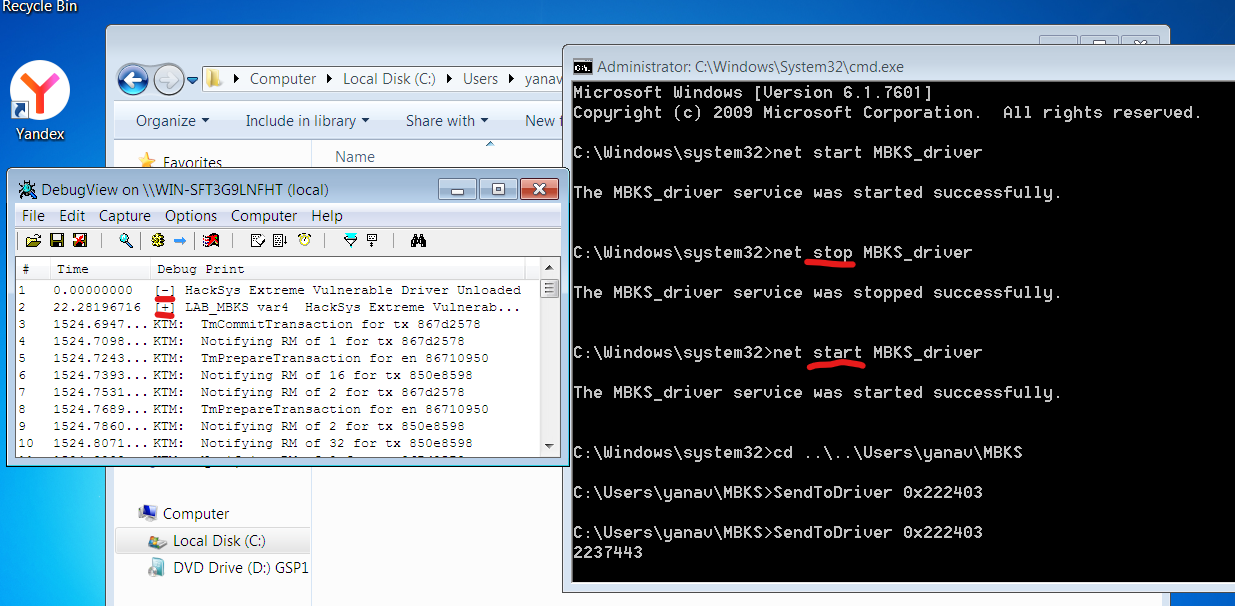 Recycle Bin
Yandex
Computer Local Disk (C:) Users yanav
Organize Include in library Share with New f
Favorites Name
DebugView on \\WIN-SFT3G9LNFHT (local)
File Edit Capture Options Computer Help
# Time Debug Print
1 0.00000000 [-] HackSys Extreme Vulnerable Driver Unloaded
2 22.28196716 [+] LAB_MBKS var4 HackSys Extreme Vulnerab...
3 1524.6947... KTM: TmCommitTransaction for tx 867d2578
4 1524.7098... KTM: Notifying RM of 1 for tx 867d2578
5 1524.7243... KTM: TmPrepareTransaction for en 86710950
6 1524.7393... KTM: Notifying RM of 16 for tx 850e8598
7 1524.7531... KTM: Notifying RM of 2 for tx 867d2578
8 1524.7689... KTM: TmPrepareTransaction for en 86710950
9 1524.7860... KTM: Notifying RM of 2 for tx 850e8598
10 1524.8071... KTM: Notifying RM of 32 for tx 850e8598
Computer
Local Disk (C:)
DVD Drive (D:) GSP1
Administrator: C:\Windows\System32\cmd.exe
Microsoft Windows [Version 6.1.7601]
Copyright (c) 2009 Microsoft Corporation. All rights reserved.
C:\Windows\system32>net start MBKS_driver
The MBKS_driver service was started successfully.
C:\Windows\system32>net stop MBKS_driver
The MBKS_driver service was stopped successfully.
C:\Windows\system32>net start MBKS_driver
The MBKS_driver service was started successfully.
C:\Windows\system32>cd ..\..\Users\yanav\MBKS
C:\Users\yanav\MBKS>SendToDriver 0x222403
C:\Users\yanav\MBKS>SendToDriver 0x222403
2237443